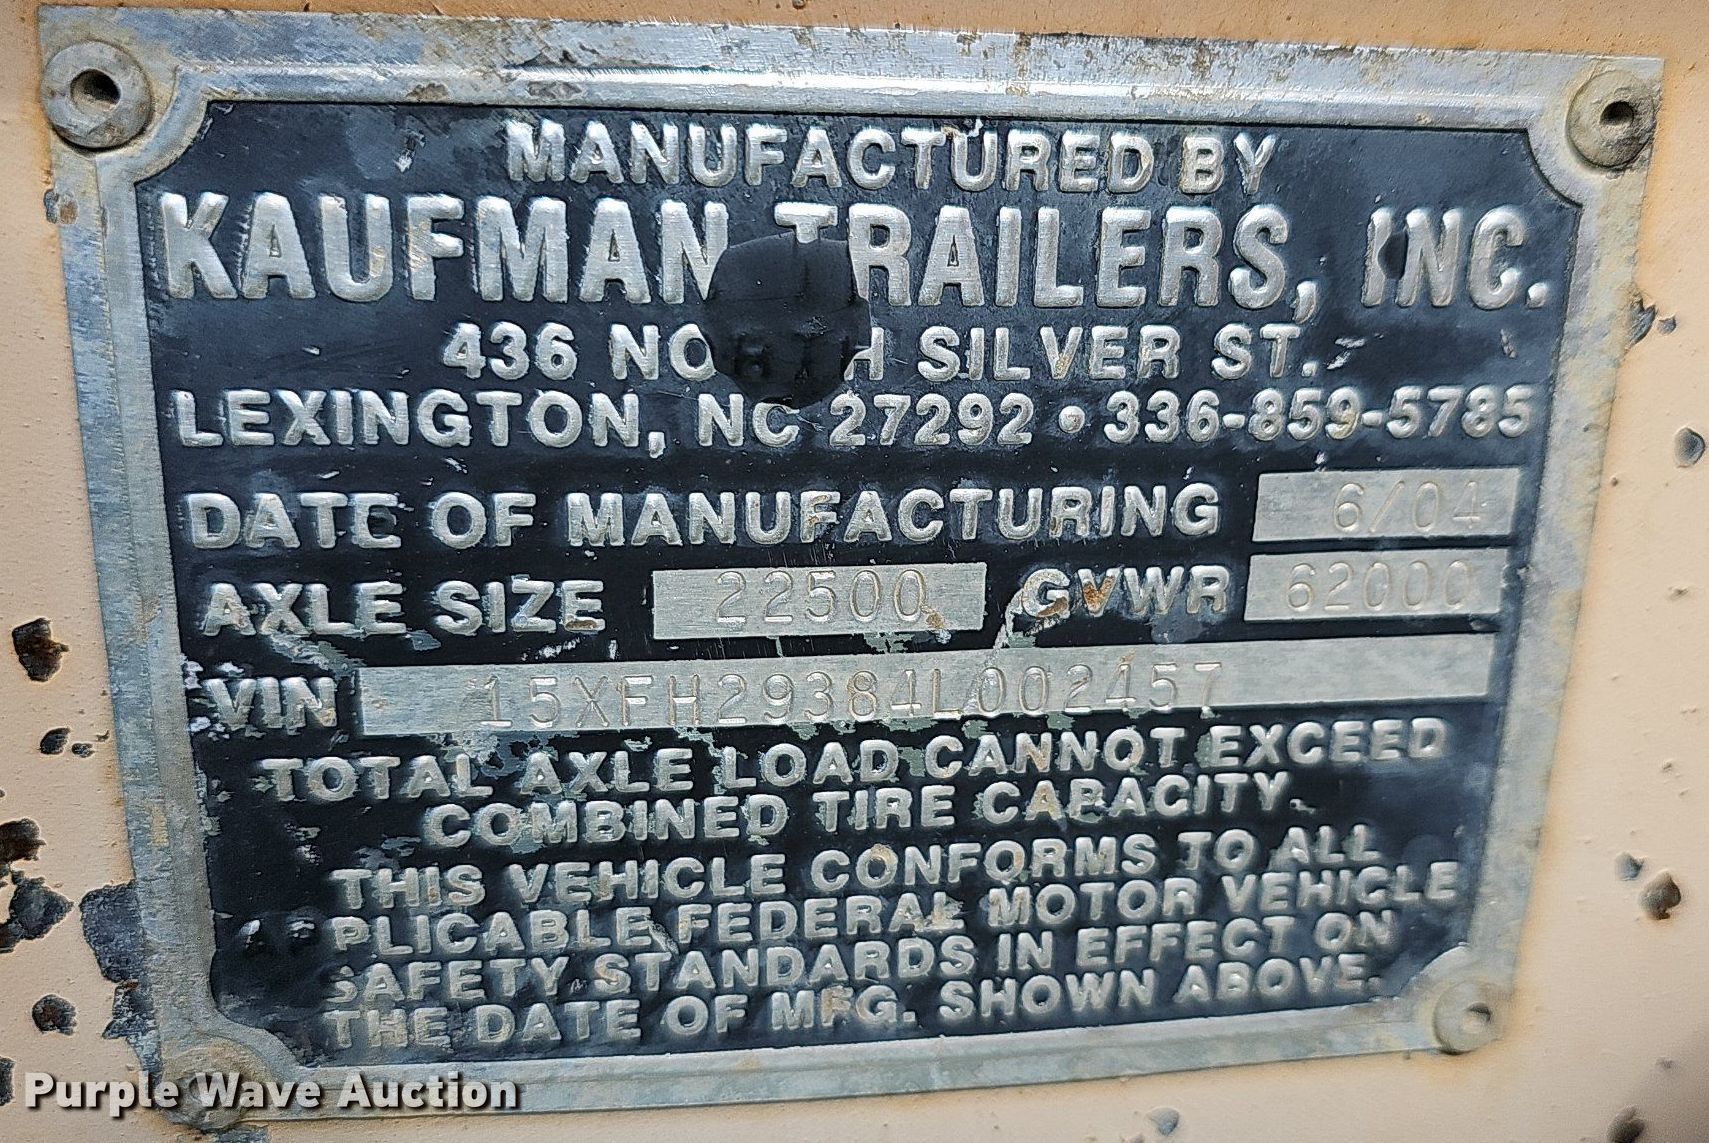 MANUFACTURED BY
KAUFMAN TRAILERS, INC.
436 NORTH SILVER ST.
LEXINGTON, NC 27292 • 336-859-5785
DATE OF MANUFACTURING 6/04
AXLE SIZE 22500 GVWR 62000
VIN 15XFH29384L002457
TOTAL AXLE LOAD CANNOT EXCEED
COMBINED TIRE CAPACITY.
THIS VEHICLE CONFORMS TO ALL
APPLICABLE FEDERAL MOTOR VEHICLE
SAFETY STANDARDS IN EFFECT ON
THE DATE OF MFG. SHOWN ABOVE.
Purple Wave Auction